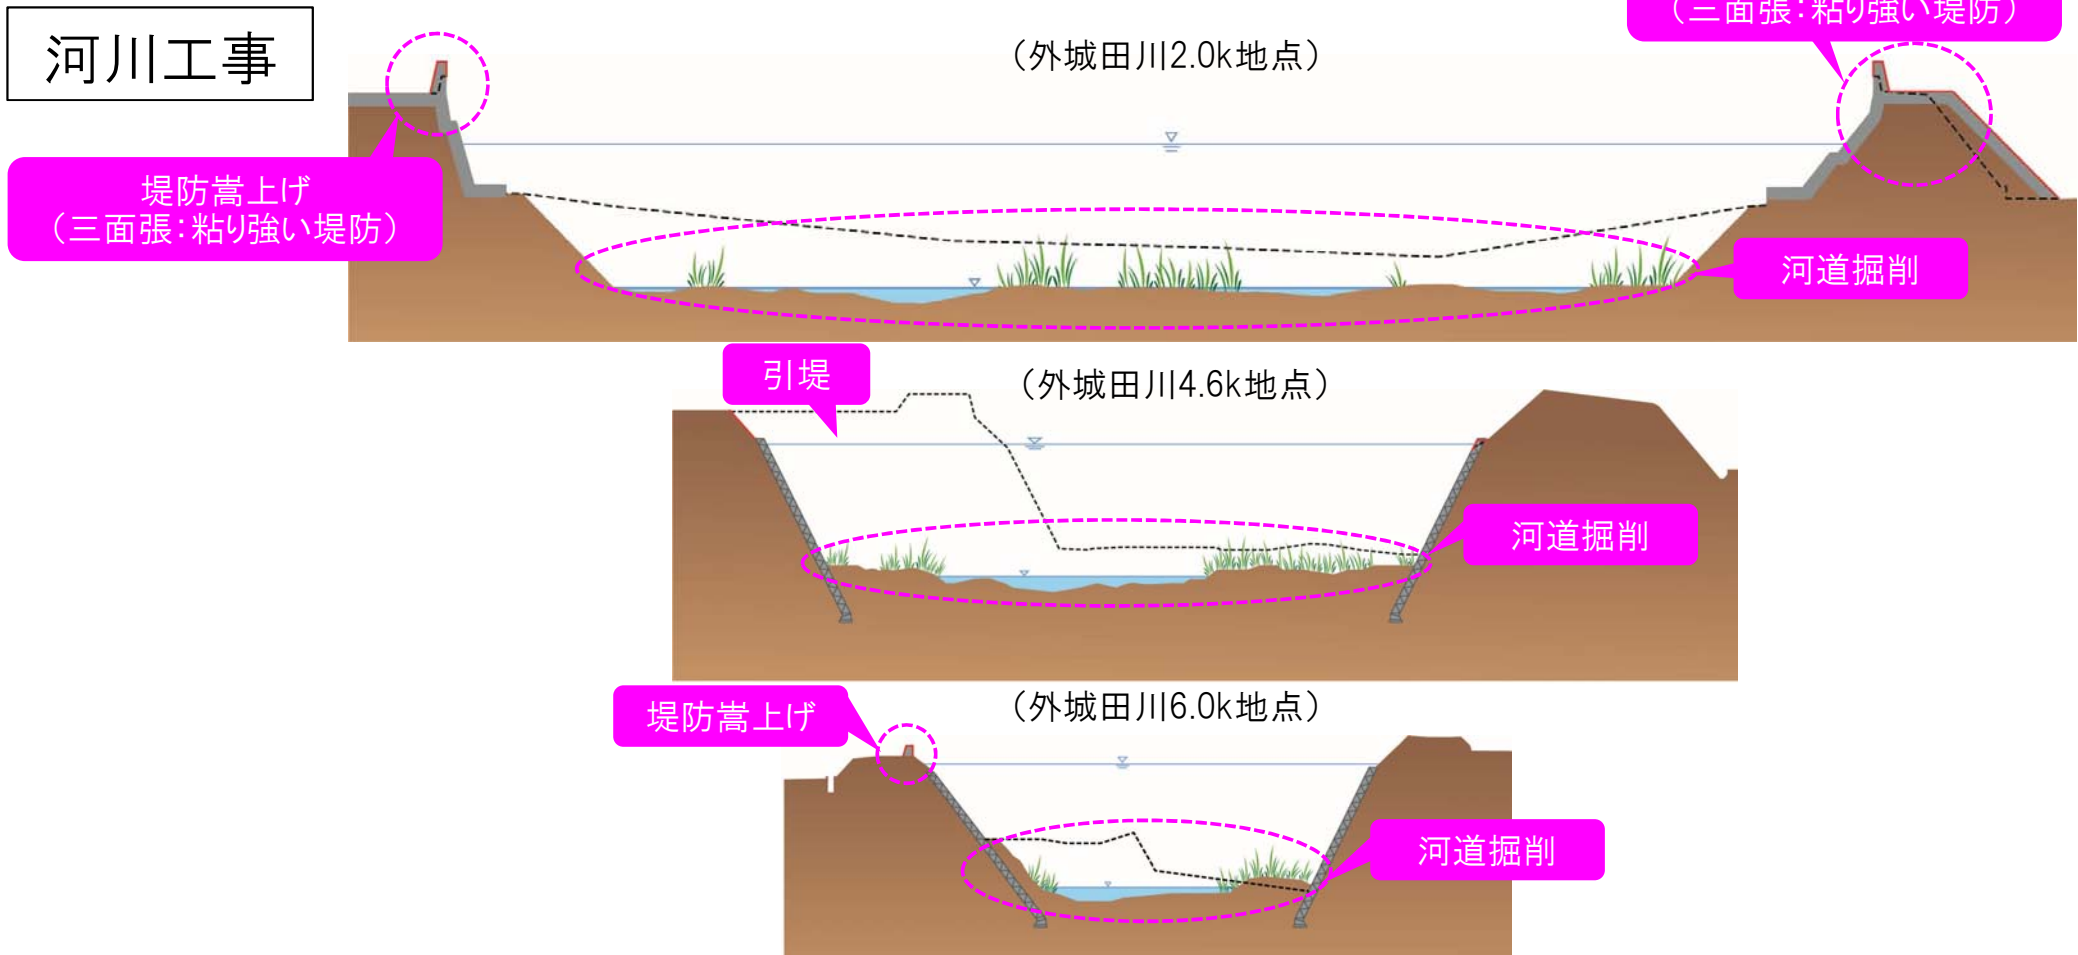 河川工事
（三面張：粘り強い堤防）
（外城田川2.0k地点）
堤防嵩上げ
（三面張：粘り強い堤防）
河道掘削
引堤
（外城田川4.6k地点）
河道掘削
堤防嵩上げ
（外城田川6.0k地点）
河道掘削